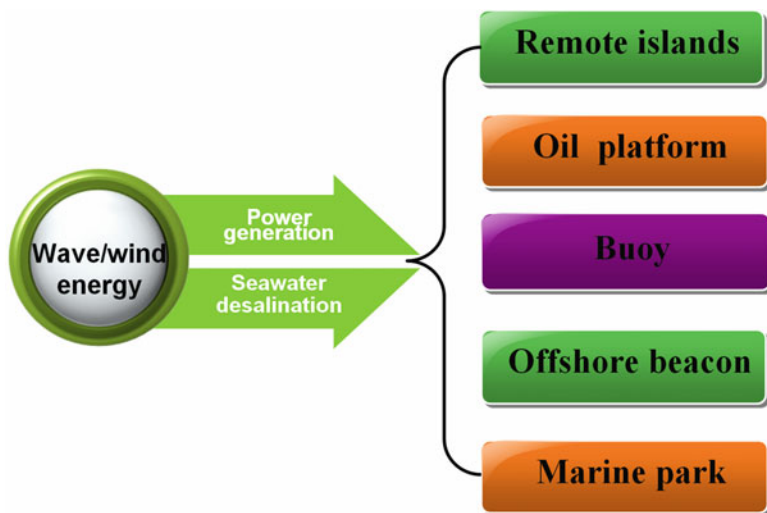 Wave/wind
energy
Power
generation
Seawater
desalination
Remote islands
Oil platform
Buoy
Offshore beacon
Marine park